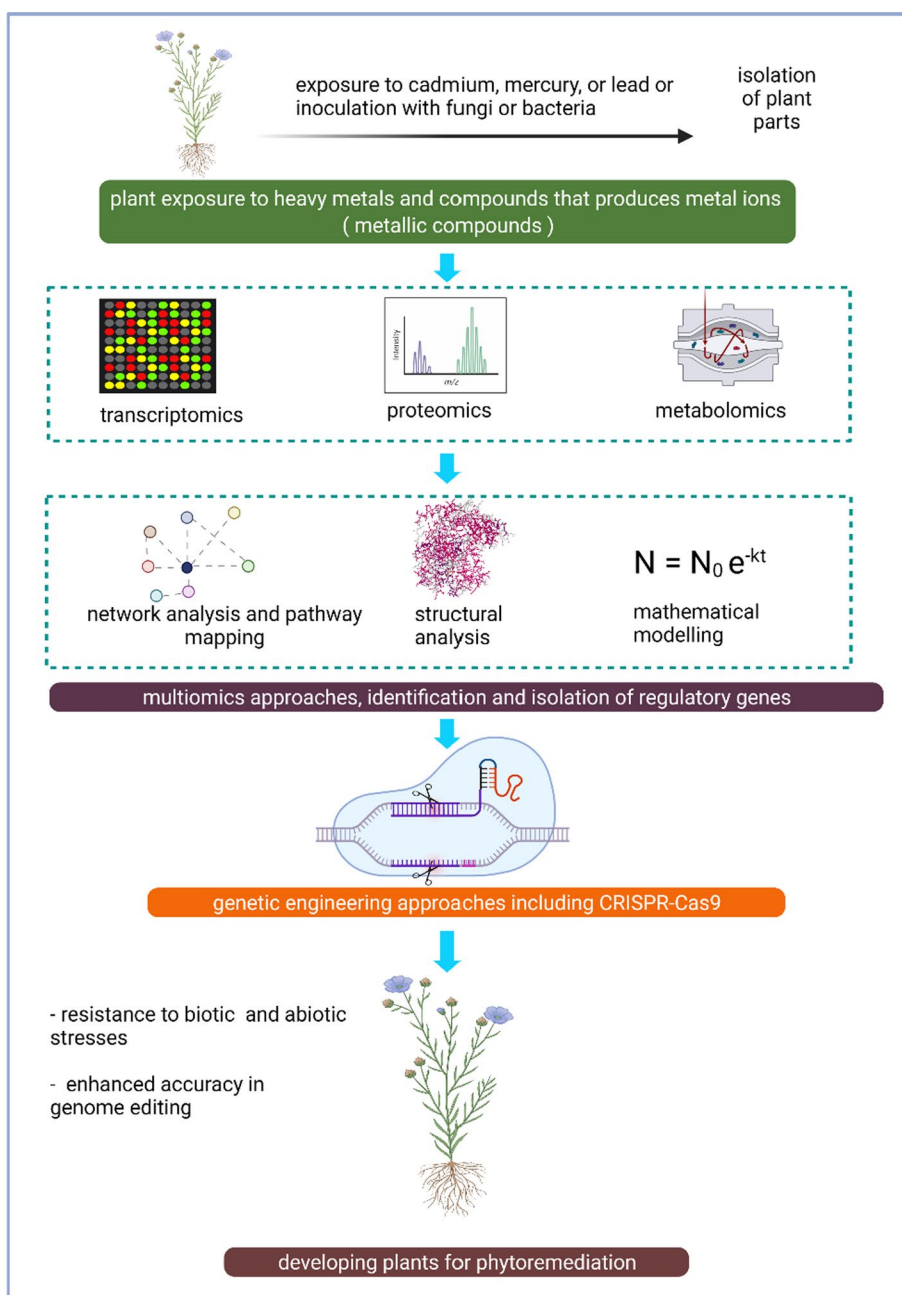 exposure to cadmium, mercury, or lead or
inoculation with fungi or bacteria
isolation
of plant
parts
plant exposure to heavy metals and compounds that produces metal ions
( metallic compounds )
Intensity
m/z
transcriptomics
proteomics
metabolomics
N = N₀ e⁻ᵏᵗ
network analysis and pathway
mapping
structural
analysis
mathematical
modelling
multiomics approaches, identification and isolation of regulatory genes
genetic engineering approaches including CRISPR-Cas9
- resistance to biotic and abiotic
stresses
- enhanced accuracy in
genome editing
developing plants for phytoremediation